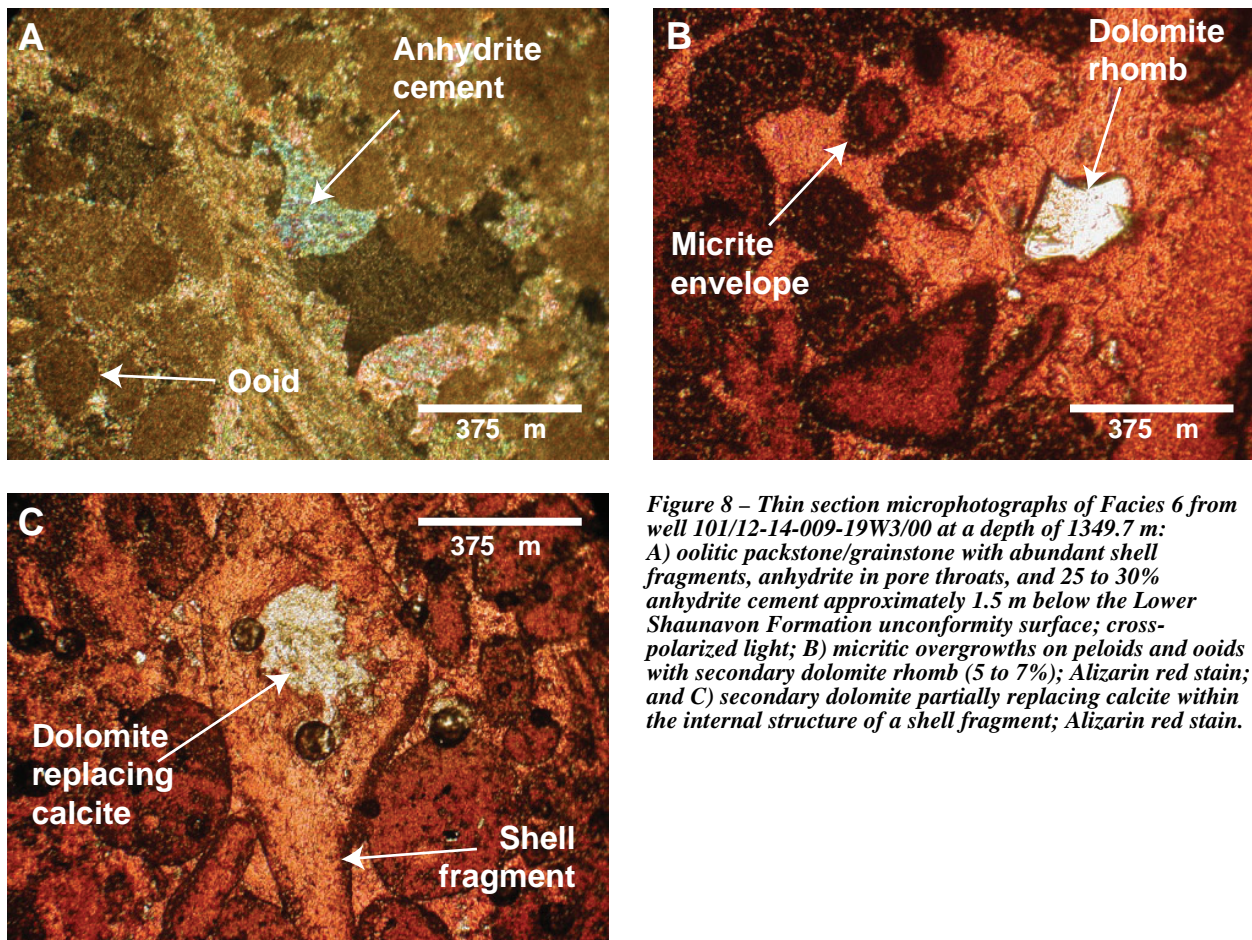 A
Anhydrite
cement
Ooid
375 m
B
Dolomite
rhomb
Micrite
envelope
375 m
C
375 m
Dolomite
replacing
calcite
Shell
fragment
Figure 8 – Thin section microphotographs of Facies 6 from
well 101/12-14-009-19W3/00 at a depth of 1349.7 m:
A) oolitic packstone/grainstone with abundant shell
fragments, anhydrite in pore throats, and 25 to 30%
anhydrite cement approximately 1.5 m below the Lower
Shaunavon Formation unconformity surface; cross-
polarized light; B) micritic overgrowths on peloids and ooids
with secondary dolomite rhomb (5 to 7%); Alizarin red stain;
and C) secondary dolomite partially replacing calcite within
the internal structure of a shell fragment; Alizarin red stain.